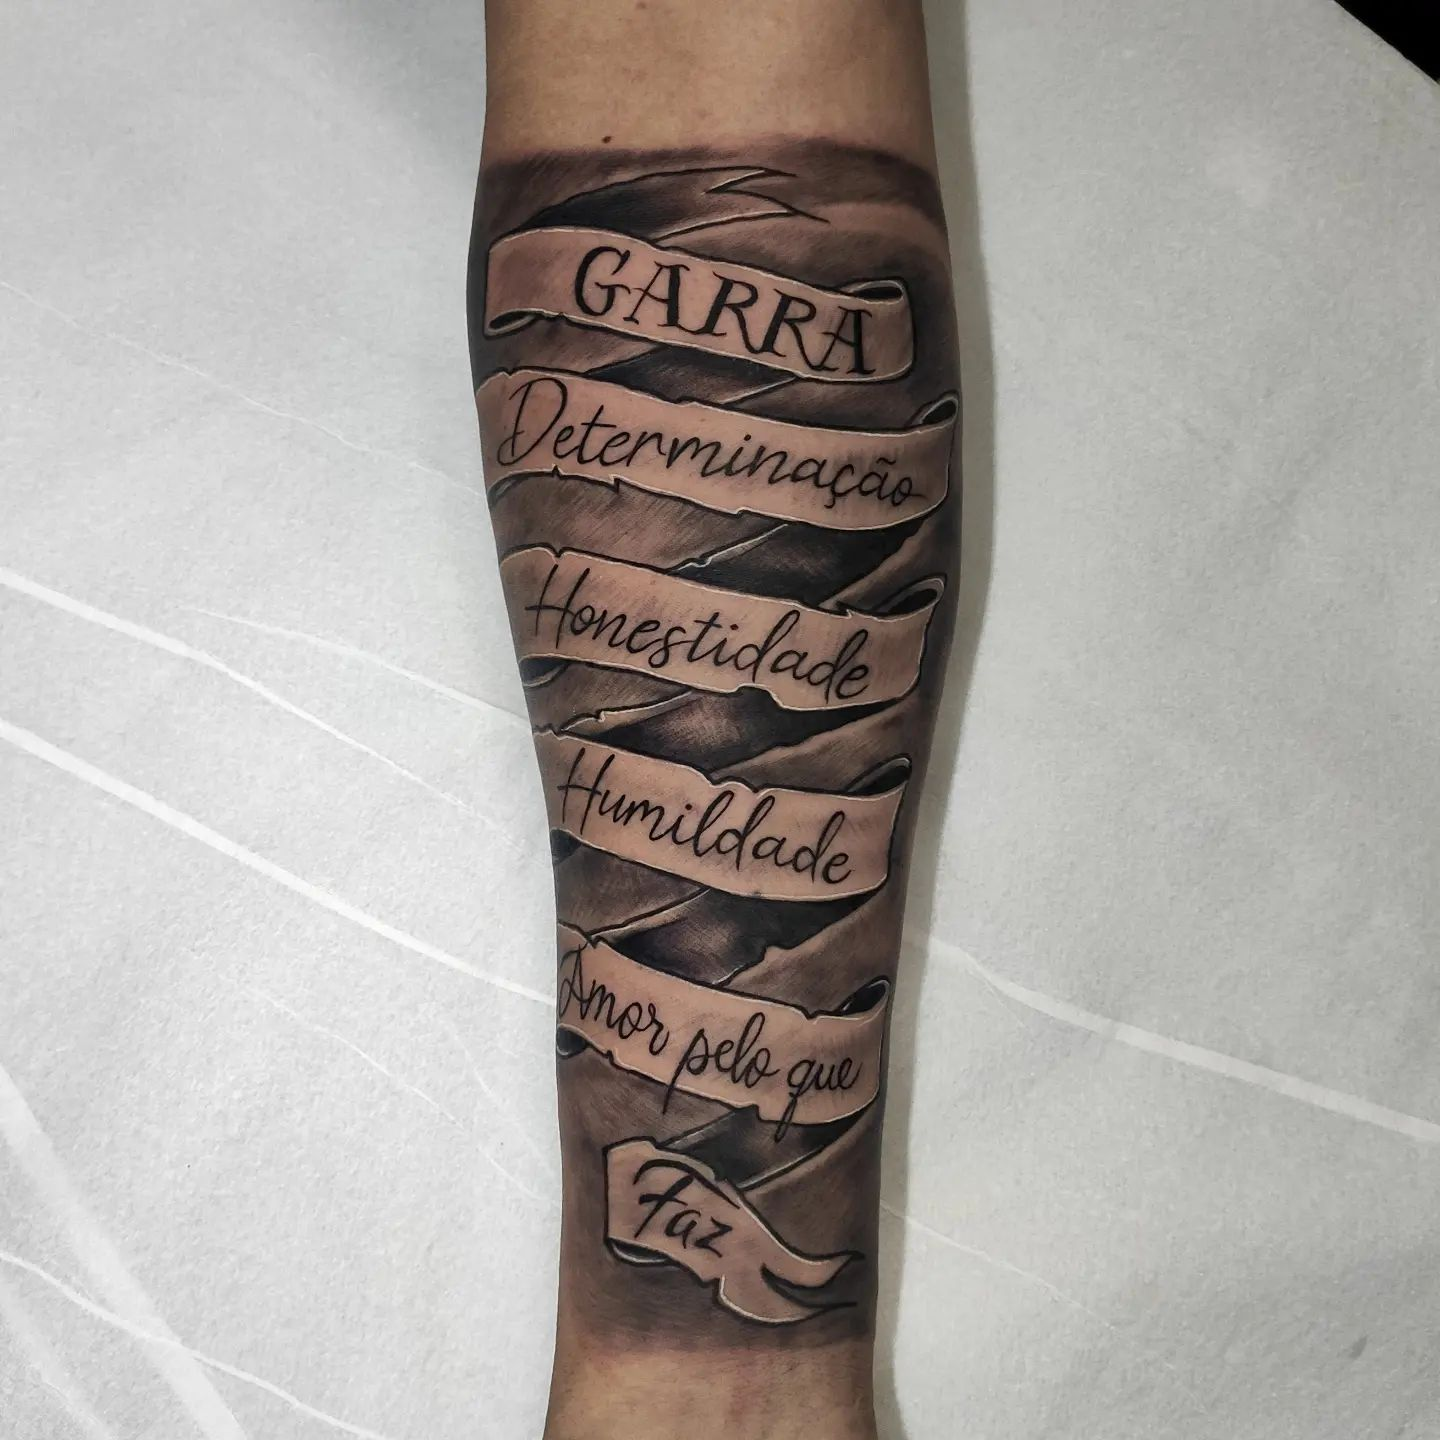 GARRA
Determinação
Honestidade
Humildade
Amor pelo que
Faz